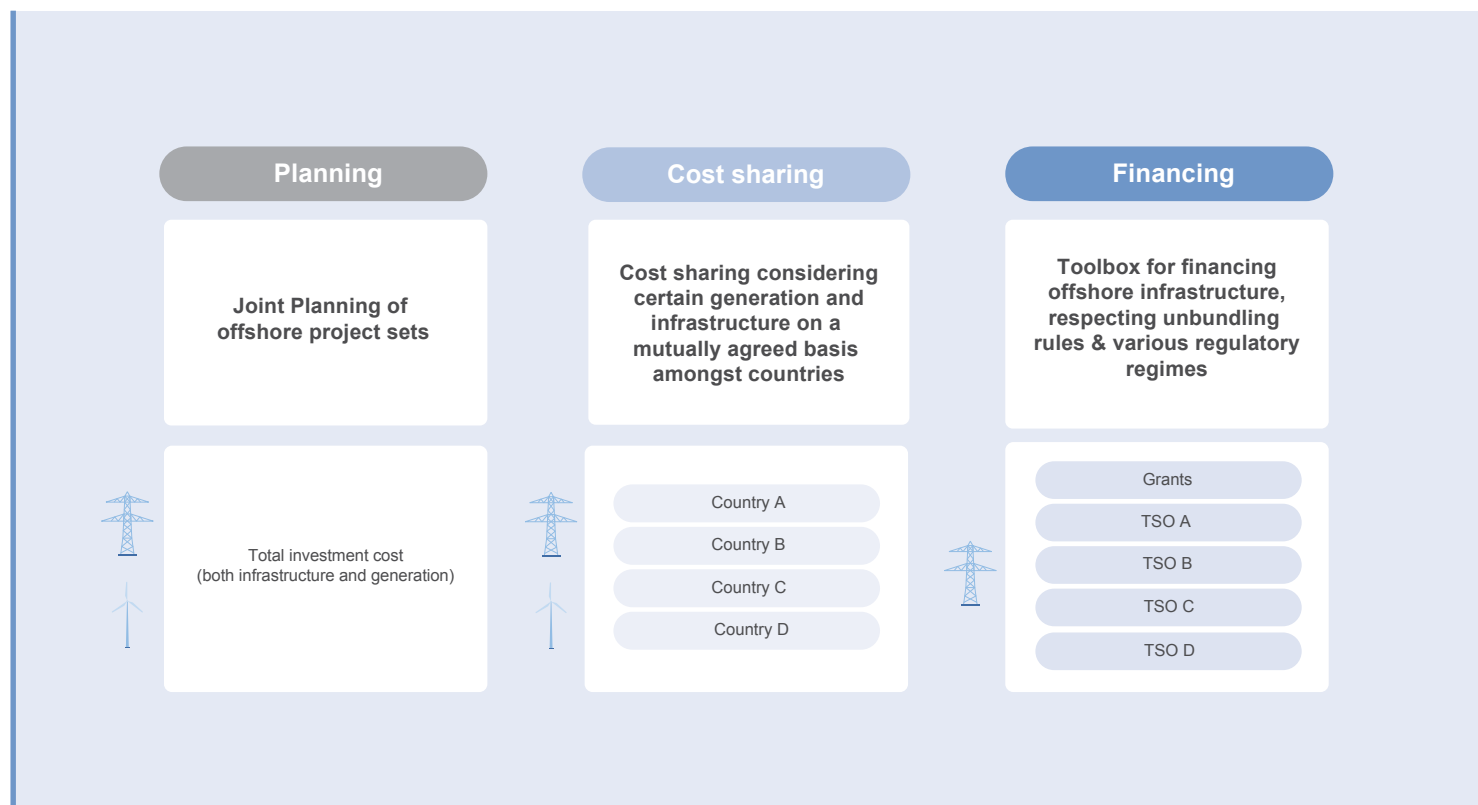 Planning
Joint Planning of
offshore project sets
Total investment cost
(both infrastructure and generation)
Cost sharing
Cost sharing considering
certain generation and
infrastructure on a
mutually agreed basis
amongst countries
Country A
Country B
Country C
Country D
Financing
Toolbox for financing
offshore infrastructure,
respecting unbundling
rules & various regulatory
regimes
Grants
TSO A
TSO B
TSO C
TSO D